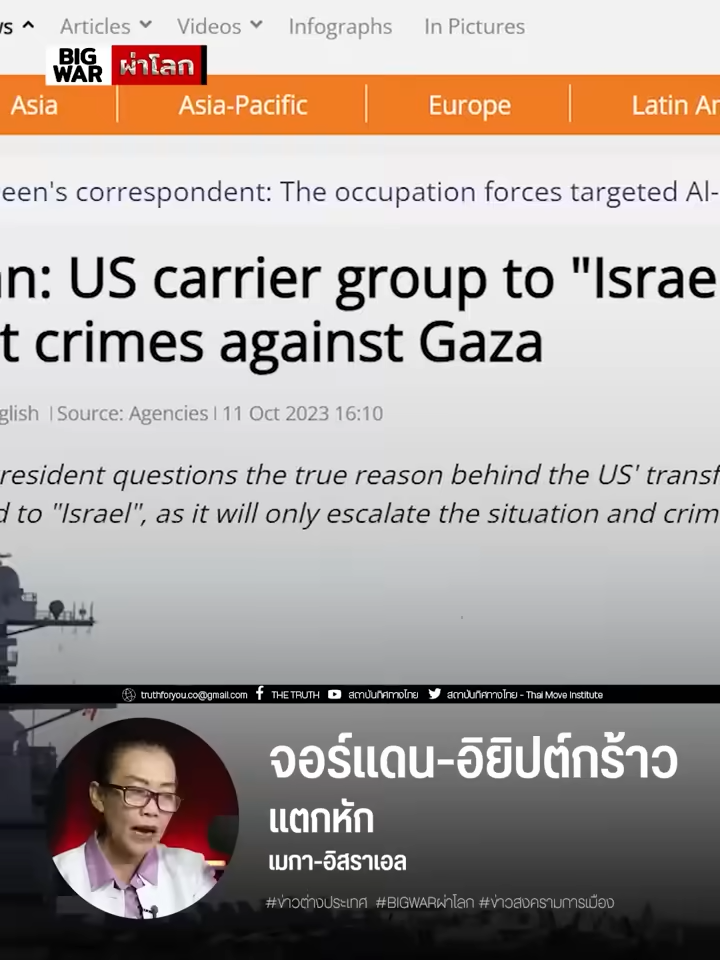 ws Articles Videos Infographs In Pictures
BIG WAR ผ่าโลก
Asia Asia-Pacific Europe Latin Am
een's correspondent: The occupation forces targeted Al-
n: US carrier group to "Israe
t crimes against Gaza
glish | Source: Agencies | 11 Oct 2023 16:10
resident questions the true reason behind the US' transf
d to "Israel", as it will only escalate the situation and crim
truthforyou.co@gmail.com THE TRUTH สถาบันทิศทางไทย สถาบันทิศทางไทย - Thai Move Institute
จอร์แดน-อิยิปต์กร้าว
แตกหัก
เมกา-อิสราเอล
#ข่าวต่างประเทศ #BIGWARผ่าโลก #ข่าวสงครามการเมือง